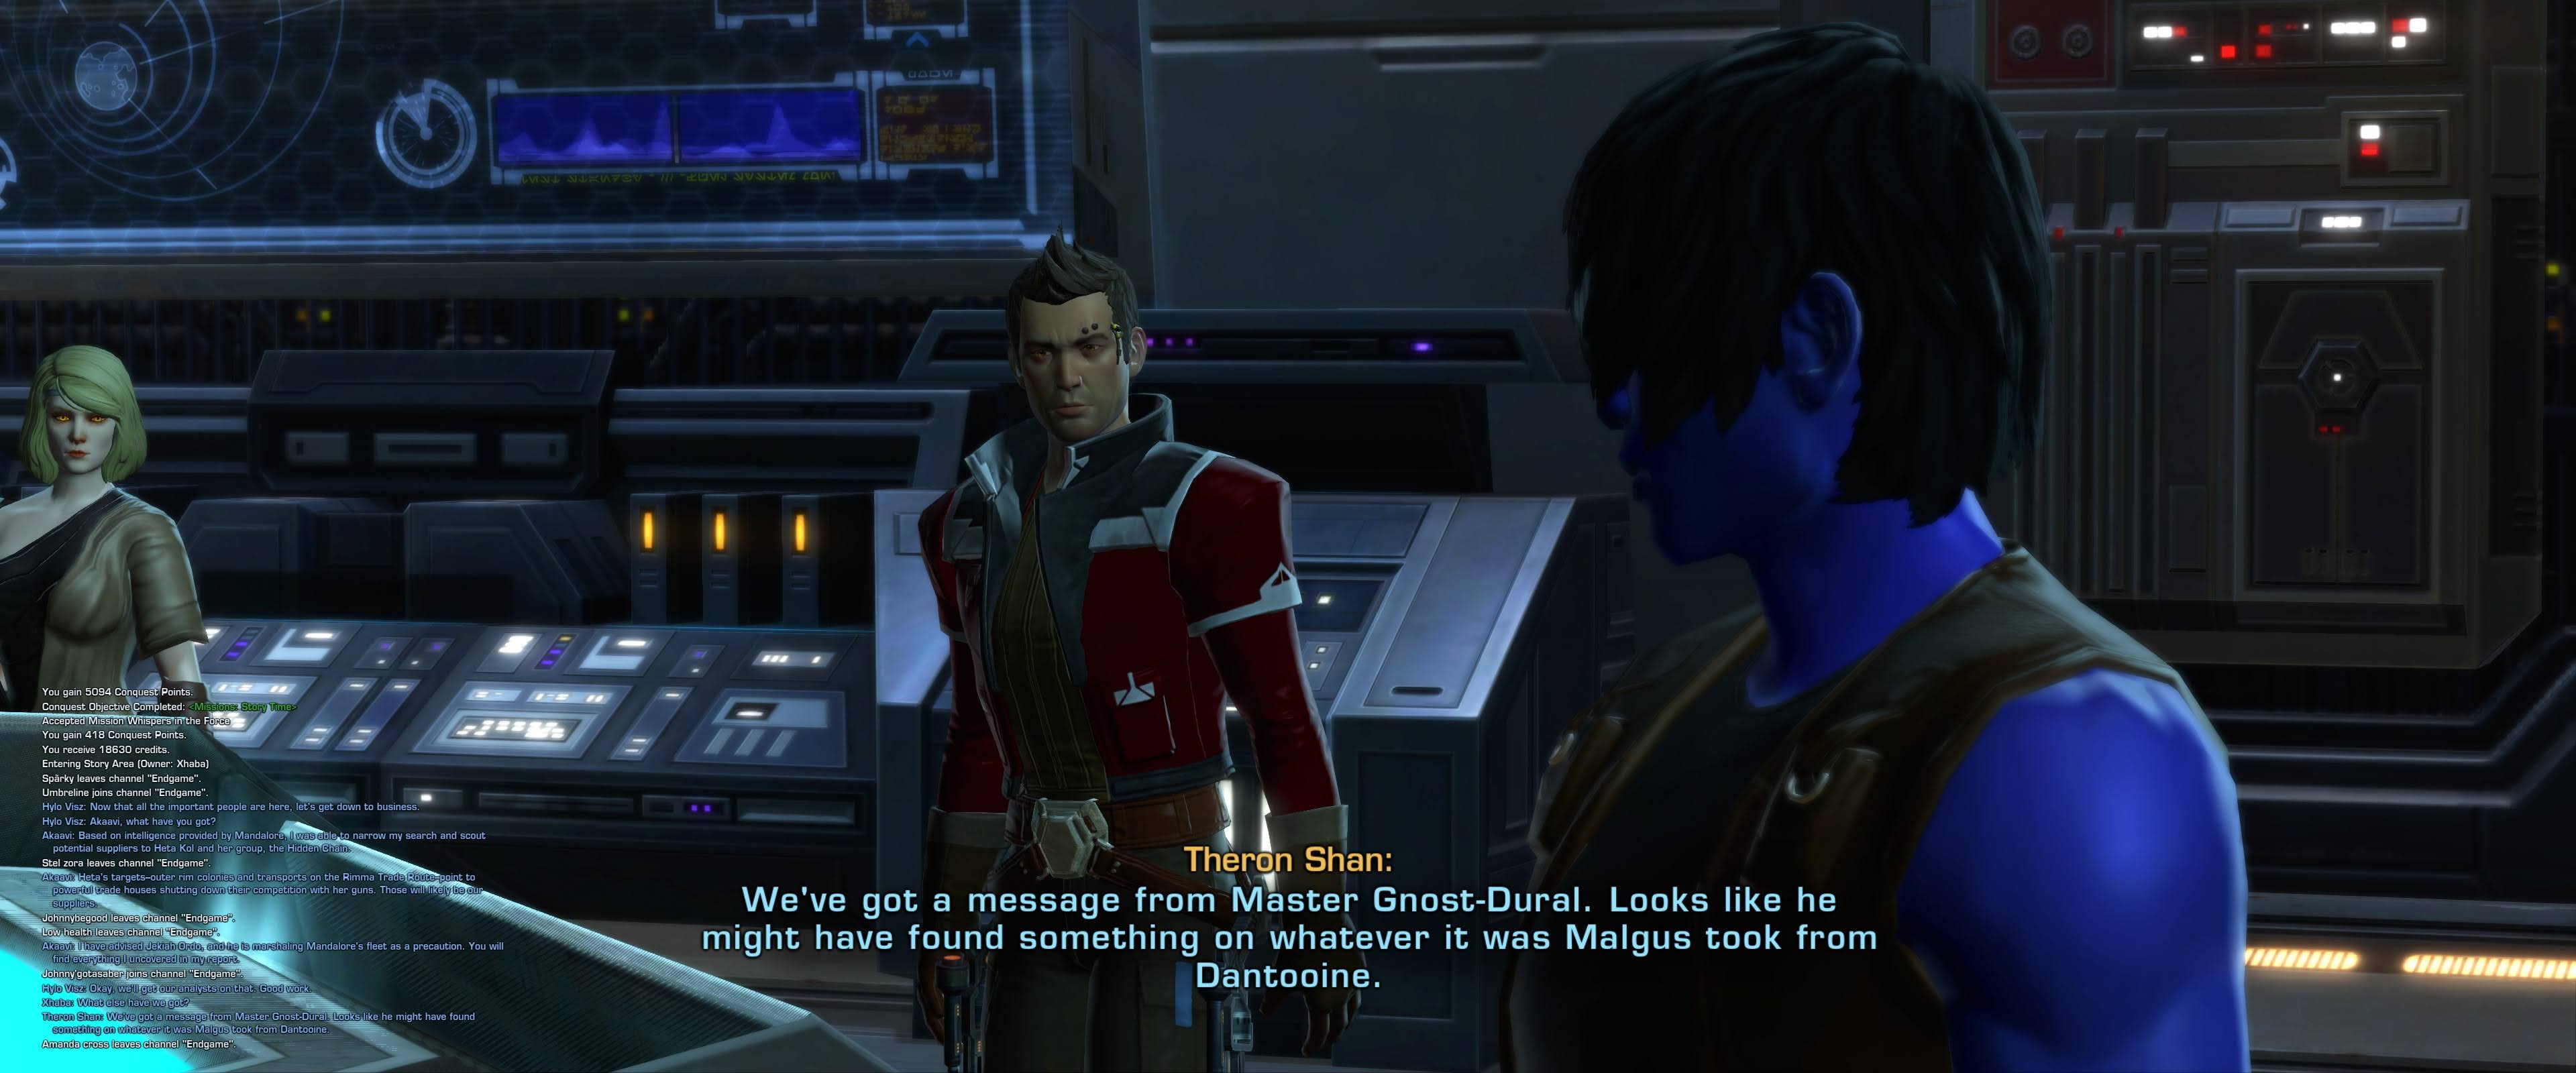 You gain 5094 Conquest Points.
Conquest Objective Completed: <Missions: Story Time>
Accepted Mission Whispers in the Force
You gain 418 Conquest Points.
You receive 18630 credits.
Entering Story Area (Owner: Xhaba)
Spârky leaves channel "Endgame".
Umbreline joins channel "Endgame".
Hylo Visz: Now that all the important people are here, let's get down to business.
Hylo Visz: Akaavi, what have you got?
Akaavi: Based on intelligence provided by Mandalore, I was able to narrow my search and scout
potential suppliers to Heta Kol and her group, the Hidden Chain.
Stel zora leaves channel "Endgame".
Akaavi: Heta's targets–outer rim colonies and transports on the Rimma Trade Route–point to
powerful trade houses shutting down their competition with her guns. Those will likely be our
suppliers.
Johnnybegood leaves channel "Endgame".
Low health leaves channel "Endgame".
Akaavi: I have advised Jekiah Ordo, and he is marshaling Mandalore's fleet as a precaution. You will
find everything I uncovered in my report.
Johnny'gotasaber joins channel "Endgame".
Hylo Visz: Okay, we'll get our analysts on that. Good work.
Xhaba: What else have we got?
Theron Shan: We've got a message from Master Gnost-Dural. Looks like he might have found
something on whatever it was Malgus took from Dantooine.
Amanda cross leaves channel "Endgame".
Theron Shan:
We've got a message from Master Gnost-Dural. Looks like he
might have found something on whatever it was Malgus took from
Dantooine.